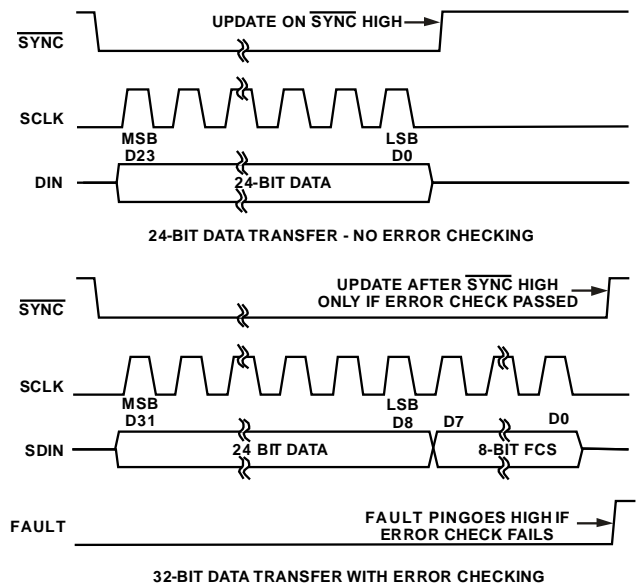 UPDATE ON SYNC HIGH
SYNC
SCLK
MSB
D23
LSB
D0
DIN
24-BIT DATA
24-BIT DATA TRANSFER - NO ERROR CHECKING
UPDATE AFTER SYNC HIGH
ONLY IF ERROR CHECK PASSED
SYNC
SCLK
MSB
D31
LSB
D8
D7
D0
SDIN
24 BIT DATA
8-BIT FCS
FAULT
FAULT PINGOES HIGH IF
ERROR CHECK FAILS
32-BIT DATA TRANSFER WITH ERROR CHECKING